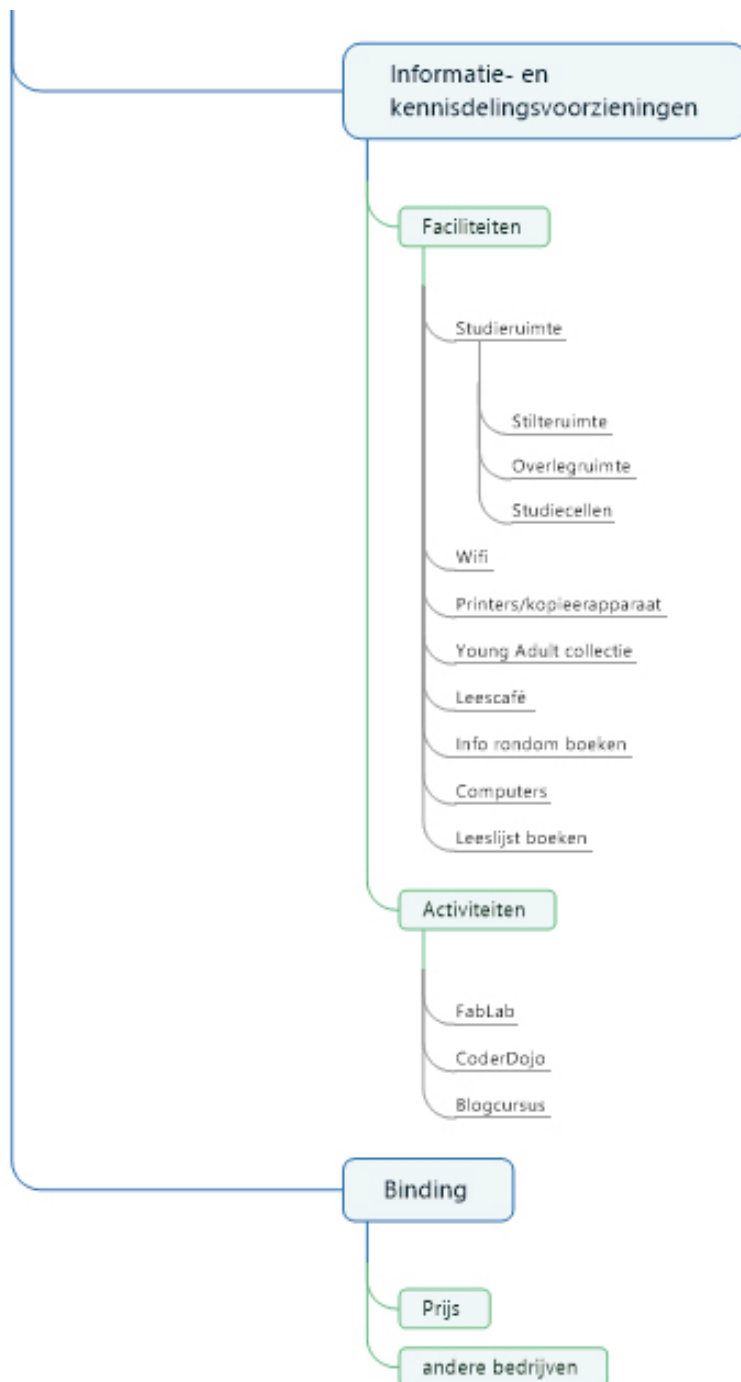 Informatie- en
kennisdelingsvoorzieningen
Faciliteiten
Studieruimte
Stilteruimte
Overlegruimte
Studiecellen
Wifi
Printers/kopieerapparaat
Young Adult collectie
Leescafé
Info rondom boeken
Computers
Leeslijst boeken
Activiteiten
FabLab
CoderDojo
Blogcursus
Binding
Prijs
andere bedrijven